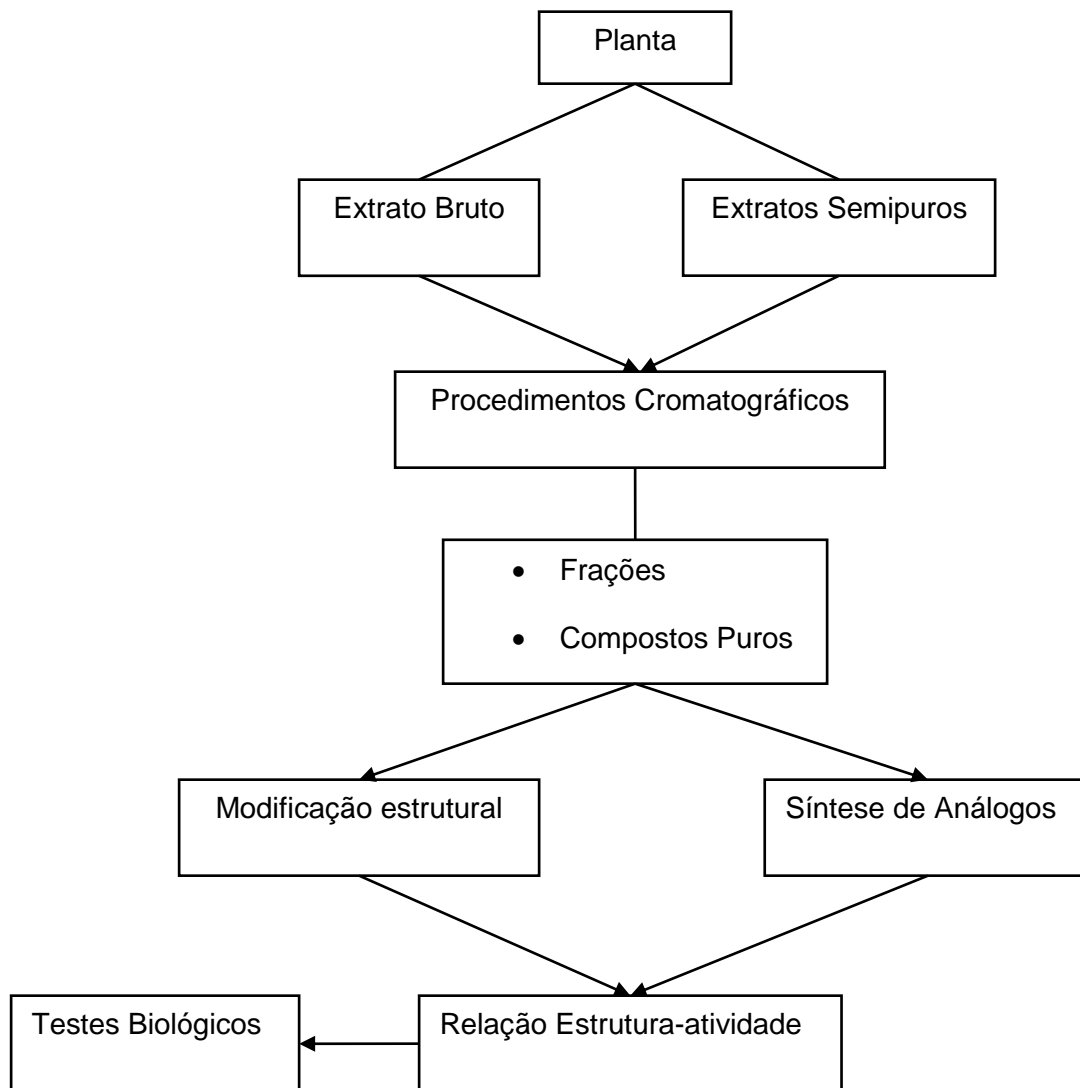 Planta
Extrato Bruto
Extratos Semipuros
Procedimentos Cromatográficos
• Frações
• Compostos Puros
Modificação estrutural
Síntese de Análogos
Testes Biológicos
Relação Estrutura-atividade